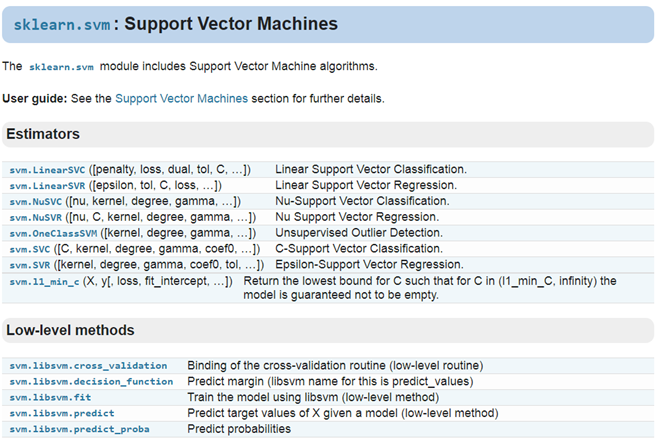 sklearn.svm: Support Vector Machines
The sklearn.svm module includes Support Vector Machine algorithms.
User guide: See the Support Vector Machines section for further details.
Estimators
svm.LinearSVC ([penalty, loss, dual, tol, C, …]) Linear Support Vector Classification.
svm.LinearSVR ([epsilon, tol, C, loss, …]) Linear Support Vector Regression.
svm.NuSVC ([nu, kernel, degree, gamma, …]) Nu-Support Vector Classification.
svm.NuSVR ([nu, C, kernel, degree, gamma, …]) Nu Support Vector Regression.
svm.OneClassSVM ([kernel, degree, gamma, …]) Unsupervised Outlier Detection.
svm.SVC ([C, kernel, degree, gamma, coef0, …]) C-Support Vector Classification.
svm.SVR ([kernel, degree, gamma, coef0, tol, …]) Epsilon-Support Vector Regression.
svm.l1_min_c (X, y[, loss, fit_intercept, …]) Return the lowest bound for C such that for C in (l1_min_C, infinity) the
model is guaranteed not to be empty.
Low-level methods
svm.libsvm.cross_validation Binding of the cross-validation routine (low-level routine)
svm.libsvm.decision_function Predict margin (libsvm name for this is predict_values)
svm.libsvm.fit Train the model using libsvm (low-level method)
svm.libsvm.predict Predict target values of X given a model (low-level method)
svm.libsvm.predict_proba Predict probabilities